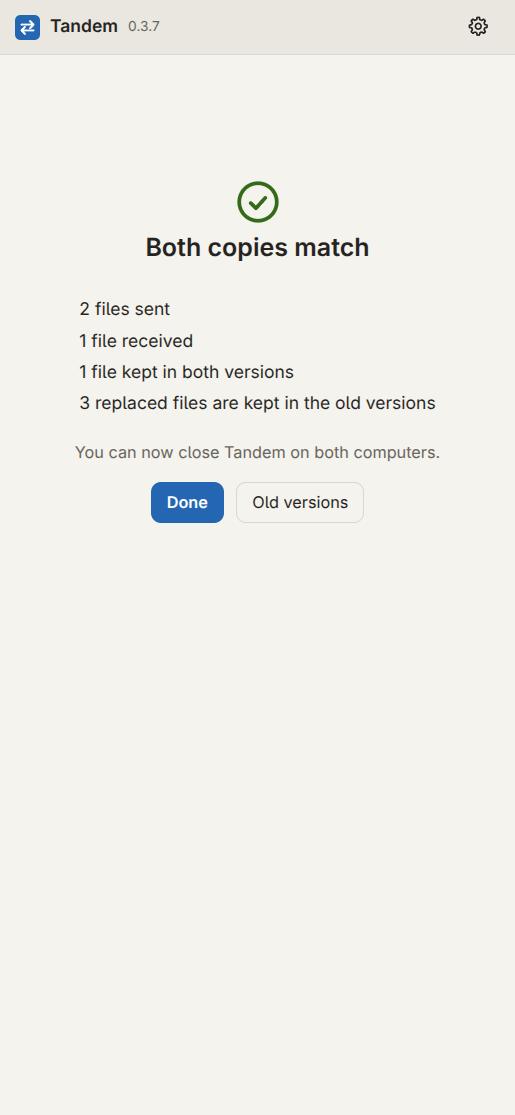 Tandem 0.3.7
Both copies match
2 files sent
1 file received
1 file kept in both versions
3 replaced files are kept in the old versions
You can now close Tandem on both computers.
Done Old versions